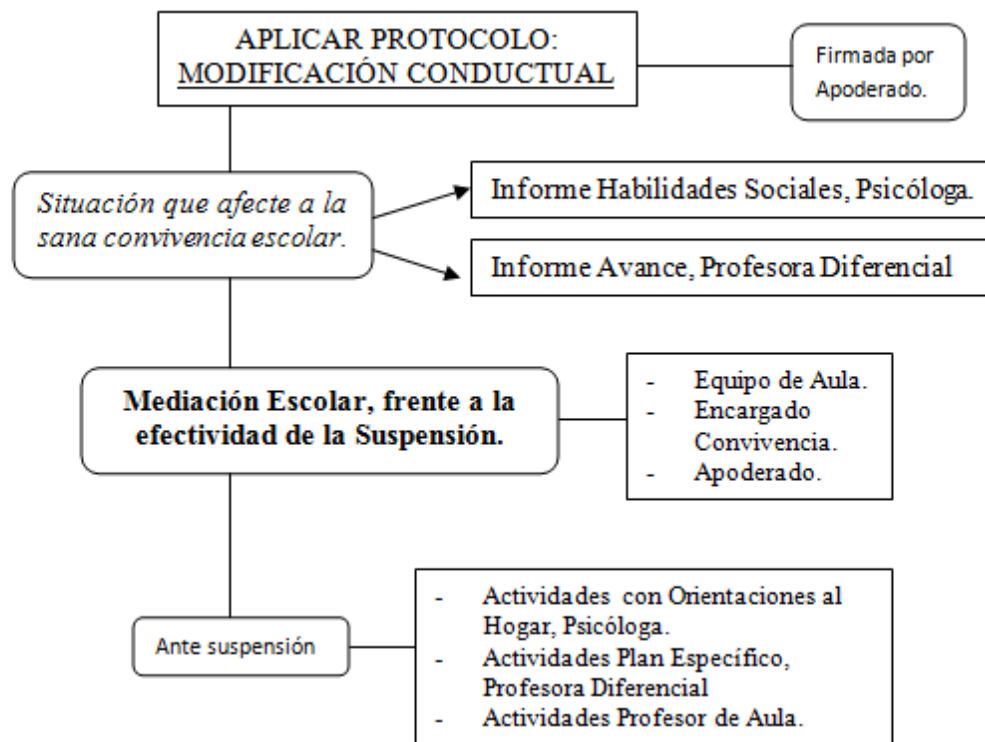 APLICAR PROTOCOLO:
MODIFICACIÓN CONDUCTUAL
Firmada por
Apoderado.
Situación que afecte a la
sana convivencia escolar.
Informe Habilidades Sociales, Psicóloga.
Informe Avance, Profesora Diferencial
Mediación Escolar, frente a la
efectividad de la Suspensión.
- Equipo de Aula.
- Encargado
Convivencia.
- Apoderado.
Ante suspensión
- Actividades con Orientaciones al
Hogar, Psicóloga.
- Actividades Plan Específico,
Profesora Diferencial
- Actividades Profesor de Aula.